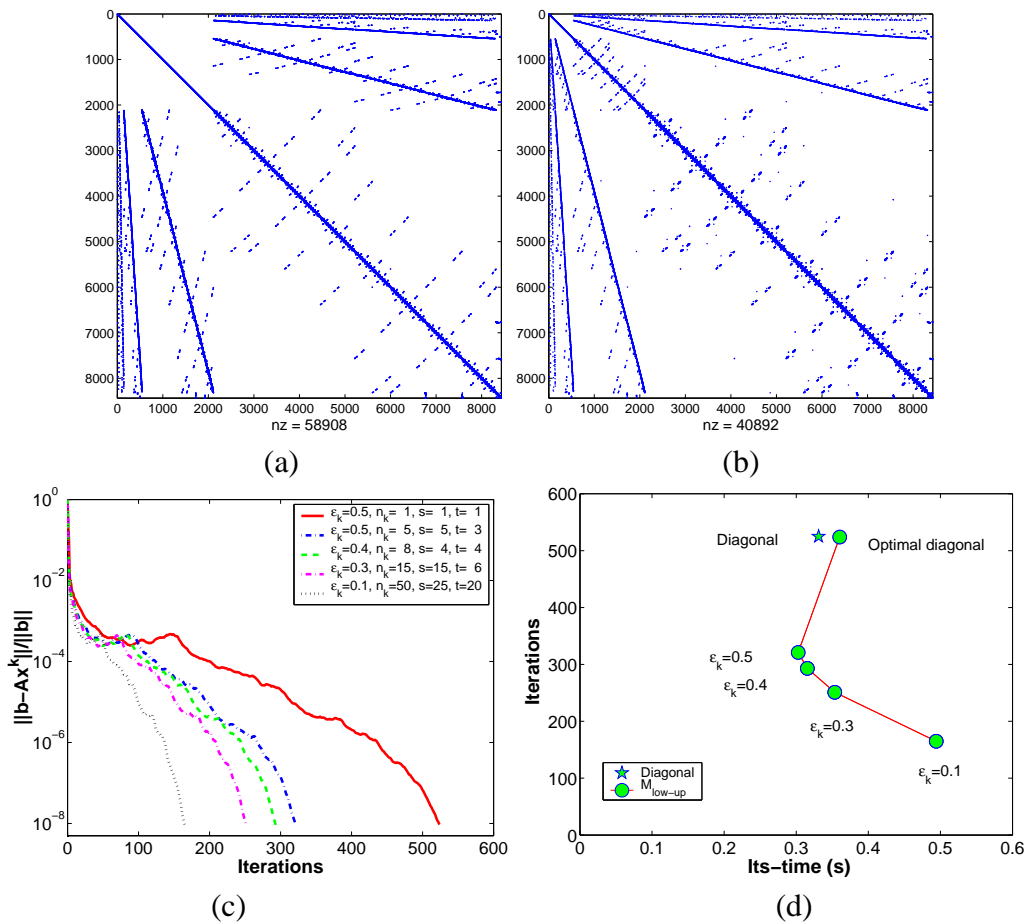 0
1000
2000
3000
4000
5000
6000
7000
8000
0 1000 2000 3000 4000 5000 6000 7000 8000
nz = 58908
(a)
0
1000
2000
3000
4000
5000
6000
7000
8000
0 1000 2000 3000 4000 5000 6000 7000 8000
nz = 40892
(b)
10^0
10^−2
10^−4
10^−6
10^−8
||b−Ax^k||/||b||
ε_k=0.5, n_k= 1, s= 1, t= 1
ε_k=0.5, n_k= 5, s= 5, t= 3
ε_k=0.4, n_k= 8, s= 4, t= 4
ε_k=0.3, n_k=15, s=15, t= 6
ε_k=0.1, n_k=50, s=25, t=20
0 100 200 300 400 500 600
Iterations
(c)
600
500
400
300
200
100
0
Iterations
Diagonal
Optimal diagonal
ε_k=0.5
ε_k=0.4
ε_k=0.3
ε_k=0.1
Diagonal
M_low−up
0 0.1 0.2 0.3 0.4 0.5 0.6
Its−time (s)
(d)